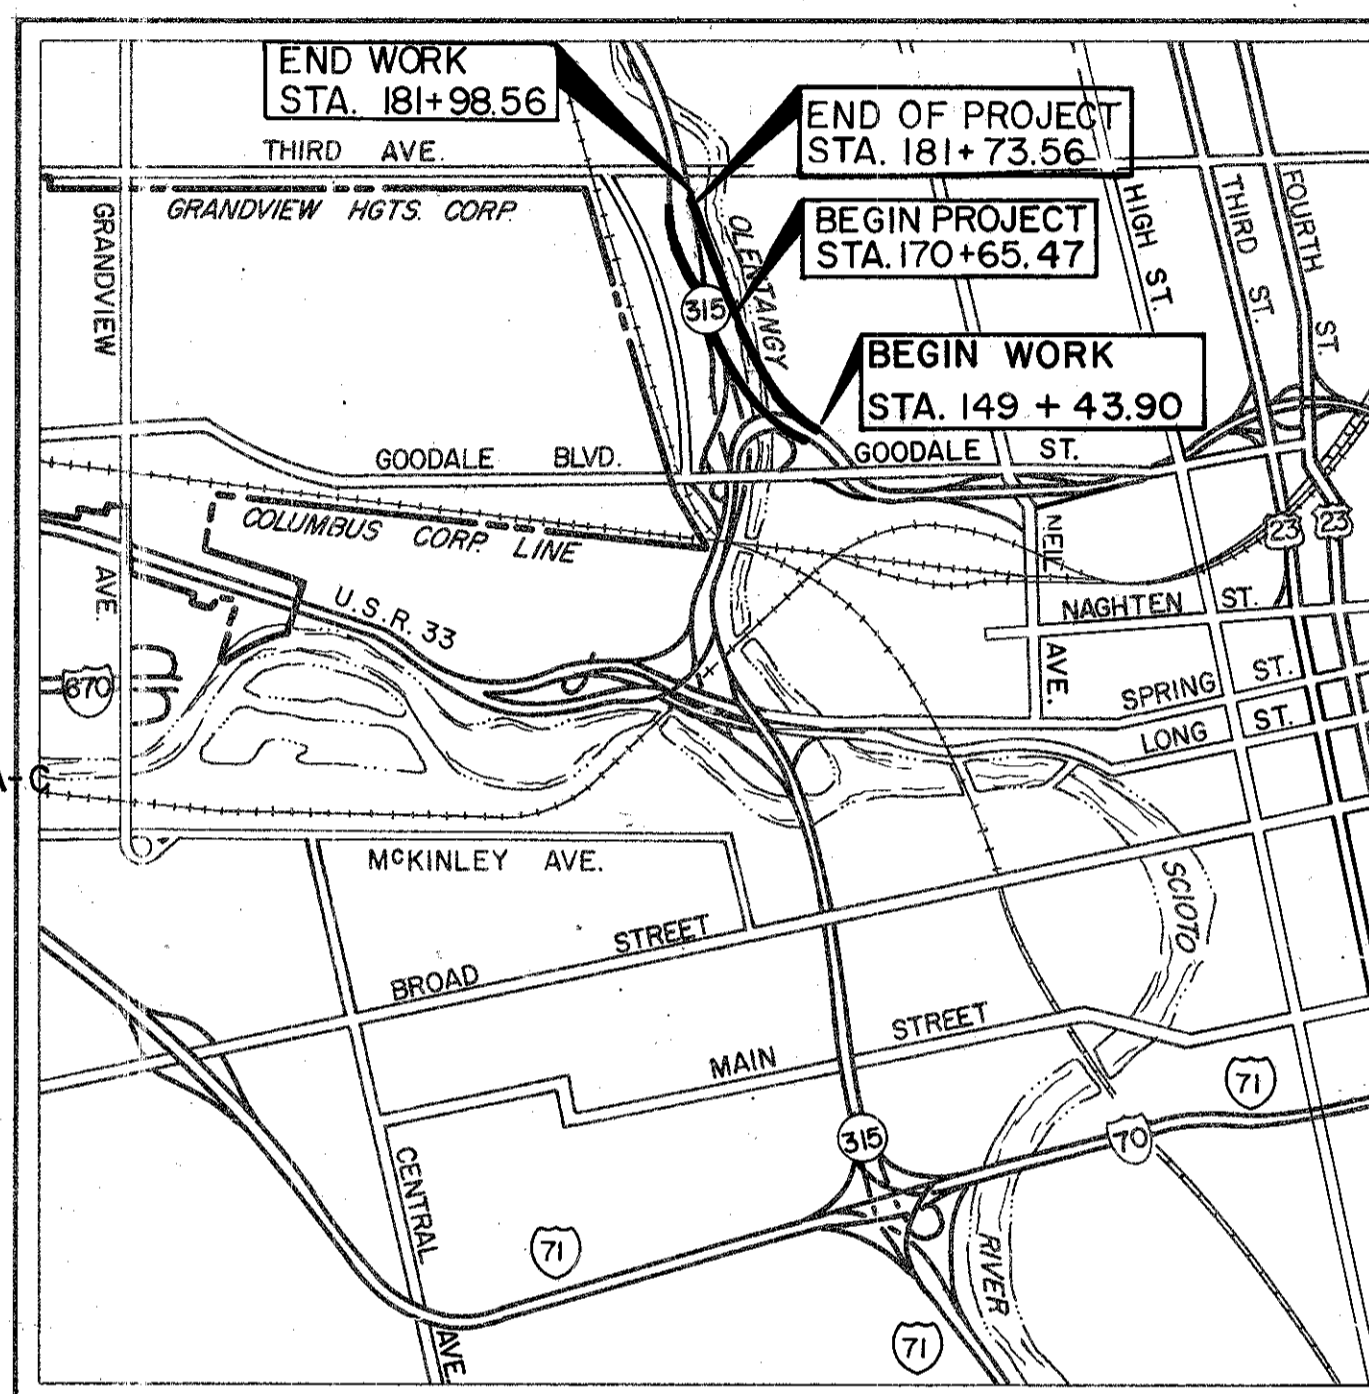 END WORK
STA. 181+98.56
END OF PROJECT
STA. 181+73.56
THIRD AVE.
GRANDVIEW HGTS. CORP.
BEGIN PROJECT
STA. 170+65.47
GRANDVIEW
OLENTANGY
HIGH ST.
THIRD ST.
FOURTH ST.
315
BEGIN WORK
STA. 149 + 43.90
GOODALE BLVD.
GOODALE ST.
COLUMBUS CORP. LINE
23
23
NEIL
AVE.
U.S.R. 33
NAGHTEN ST.
AVE.
670
SPRING ST.
LONG ST.
MCKINLEY AVE.
SCIOTO
BROAD STREET
MAIN STREET
71
315
70
CENTRAL
71
RIVER
71
AVE.